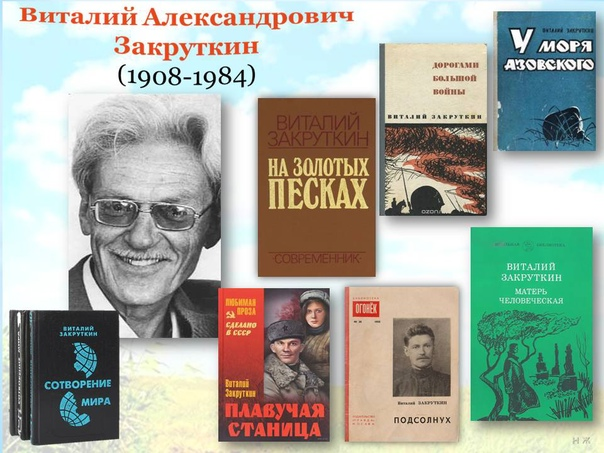 Виталий Александрович
Закруткин
(1908-1984)
ВИТАЛИЙ
ЗАКРУТКИН
НА ЗОЛОТЫХ
ПЕСКАХ
·СОВРЕМЕННИК·
ДОРОГАМИ
БОЛЬШОЙ
ВОЙНЫ
ВИТАЛИЙ ЗАКРУТКИН
ozon
ВИТАЛИЙ ЗАКРУТКИН
У МОРЯ
АЗОВСКОГО
ВИТАЛИЙ
ЗАКРУТКИН
СОТВОРЕНИЕ
МИРА
ЛЮБИМАЯ
ПРОЗА
СДЕЛАНО
В СССР
Виталий
Закруткин
ПЛАВУЧАЯ
СТАНИЦА
ОГОНЁК
Виталий ЗАКРУТКИН
ПОДСОЛНУХ
ВИТАЛИЙ
ЗАКРУТКИН
МАТЕРЬ
ЧЕЛОВЕЧЕСКАЯ